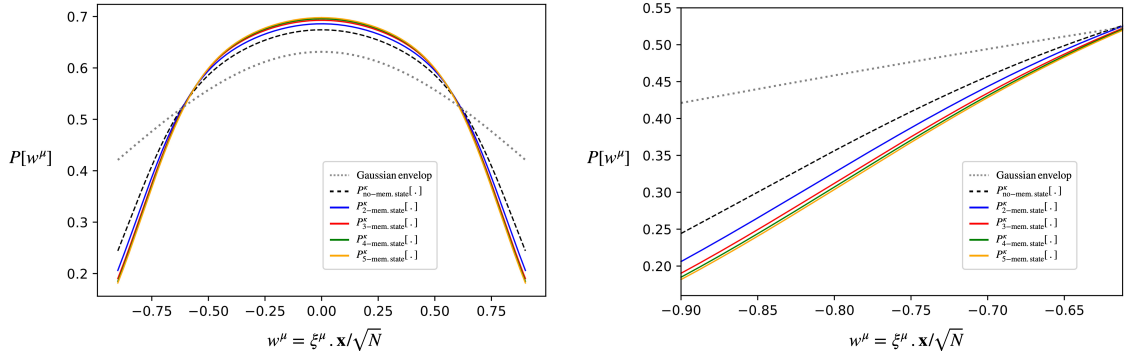 0.7
0.6
0.5
0.4
0.3
0.2
P[w^μ]
−0.75 −0.50 −0.25 0.00 0.25 0.50 0.75
w^μ = ξ^μ . x/√N
Gaussian envelop
P^κ_no−mem. state[ . ]
P^κ_2−mem. state[ . ]
P^κ_3−mem. state[ . ]
P^κ_4−mem. state[ . ]
P^κ_5−mem. state[ . ]
0.55
0.50
0.45
0.40
0.35
0.30
0.25
0.20
P[w^μ]
−0.90 −0.85 −0.80 −0.75 −0.70 −0.65
w^μ = ξ^μ . x/√N
Gaussian envelop
P^κ_no−mem. state[ . ]
P^κ_2−mem. state[ . ]
P^κ_3−mem. state[ . ]
P^κ_4−mem. state[ . ]
P^κ_5−mem. state[ . ]